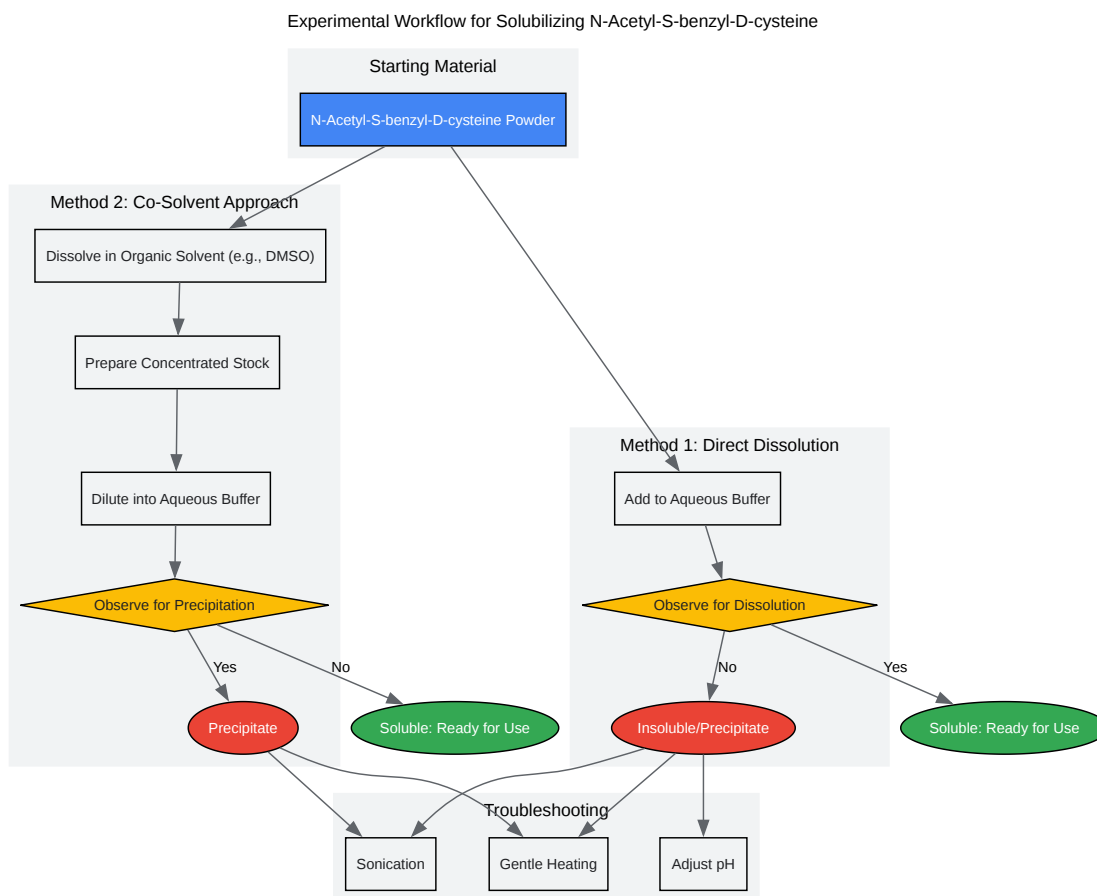 Experimental Workflow for Solubilizing N-Acetyl-S-benzyl-D-cysteine
Starting Material
N-Acetyl-S-benzyl-D-cysteine Powder
Method 2: Co-Solvent Approach
Dissolve in Organic Solvent (e.g., DMSO)
Prepare Concentrated Stock
Dilute into Aqueous Buffer
Observe for Precipitation
Yes
No
Precipitate
Soluble: Ready for Use
Method 1: Direct Dissolution
Add to Aqueous Buffer
Observe for Dissolution
No
Yes
Insoluble/Precipitate
Soluble: Ready for Use
Troubleshooting
Sonication
Gentle Heating
Adjust pH